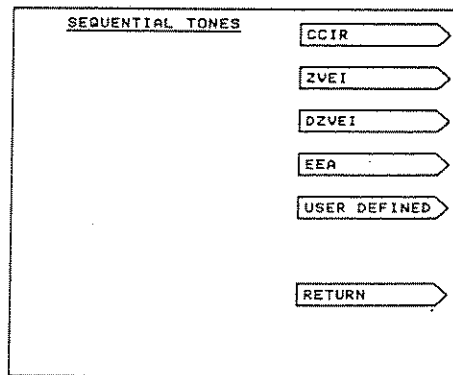 SEQUENTIAL TONES
CCIR
ZVEI
DZVEI
EEA
USER DEFINED
RETURN